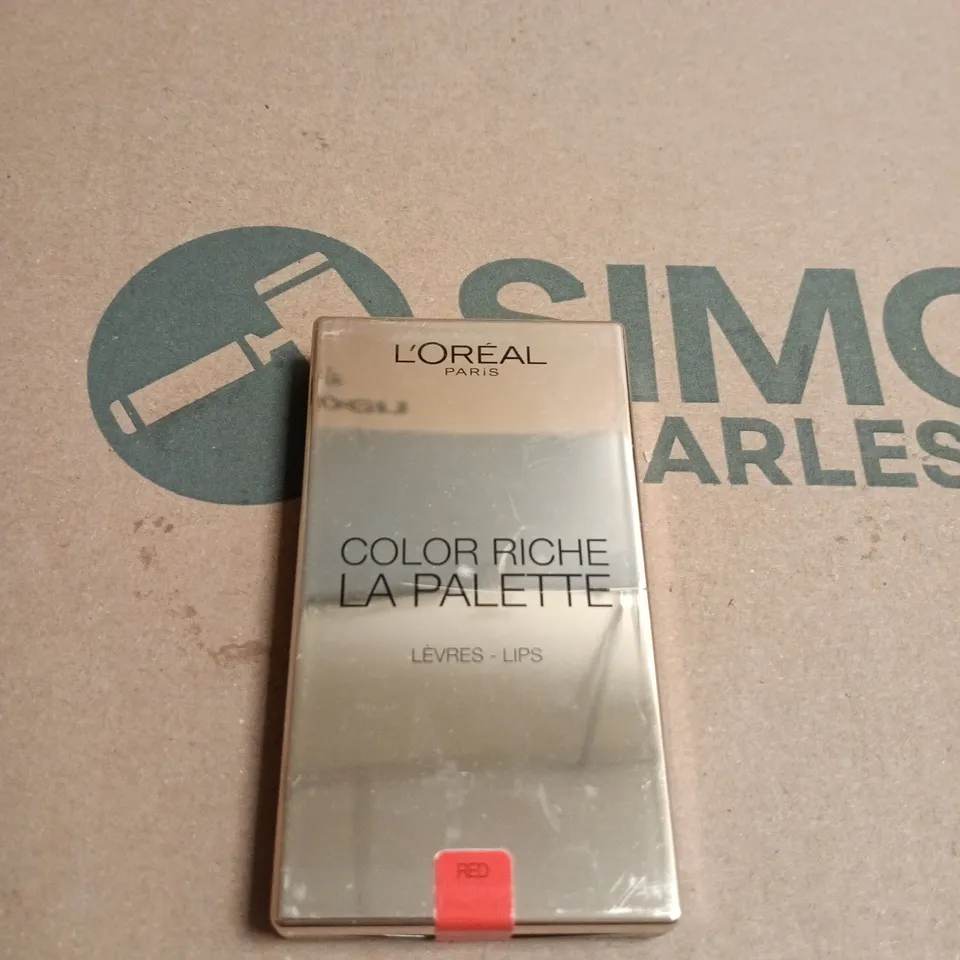 SIMO
ARLES
L'ORÉAL
PARIS
COLOR RICHE
LA PALETTE
LÈVRES - LIPS
RED